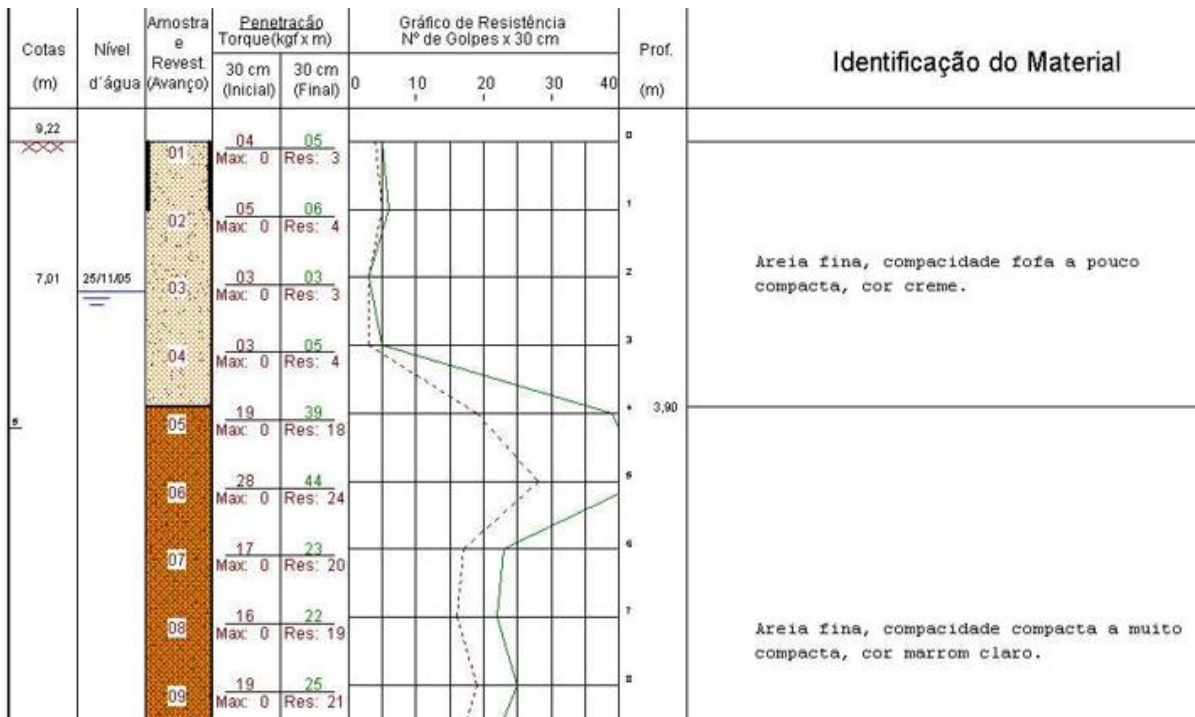 Cotas
(m)
Nível
d´água
Amostra
e
Revest.
(Avanço)
Penetração
Torque(kgf x m)
30 cm
(Inicial)
30 cm
(Final)
Gráfico de Resistência
Nº de Golpes x 30 cm
0 10 20 30 40
Prof.
(m)
Identificação do Material
9,22
0
01
04 05
Max: 0 Res: 3
1
02
05 06
Max: 0 Res: 4
Areia fina, compacidade fofa a pouco
compacta, cor creme.
2
7,01
25/11/05
03
03 03
Max: 0 Res: 3
3
04
03 05
Max: 0 Res: 4
4
3,90
5
05
19 39
Max: 0 Res: 18
5
06
28 44
Max: 0 Res: 24
6
07
17 23
Max: 0 Res: 20
7
08
16 22
Max: 0 Res: 19
Areia fina, compacidade compacta a muito
compacta, cor marrom claro.
8
09
19 25
Max: 0 Res: 21